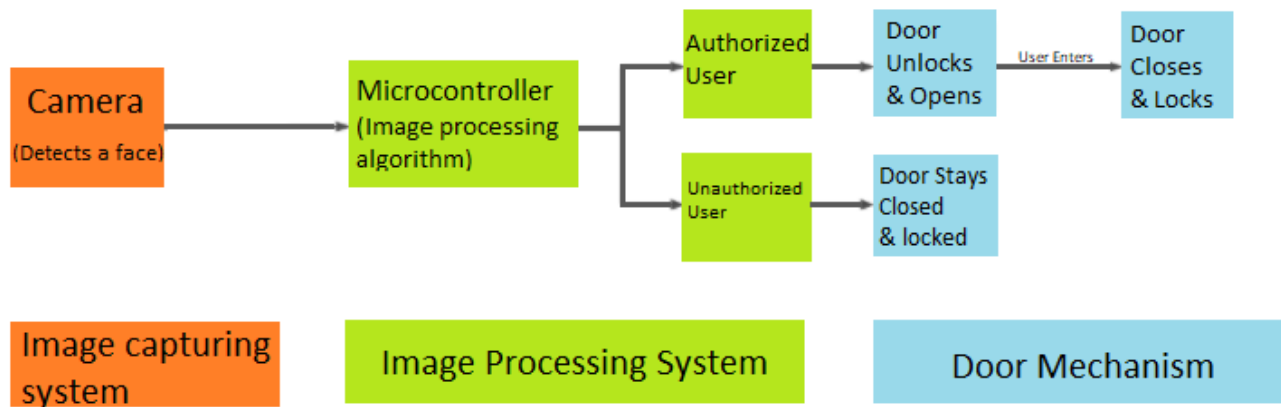 Camera
(Detects a face)
Microcontroller
(Image processing
algorithm)
Authorized
User
Door
Unlocks
& Opens
User Enters
Door
Closes
& Locks
Unauthorized
User
Door Stays
Closed
& locked
Image capturing
system
Image Processing System
Door Mechanism